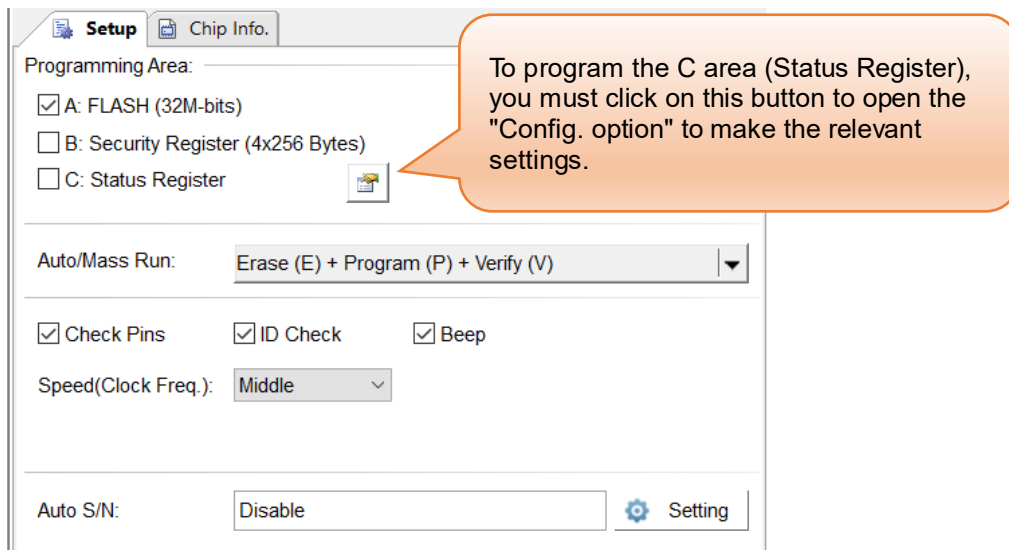 Setup Chip Info.
Programming Area:
A: FLASH (32M-bits)
B: Security Register (4x256 Bytes)
C: Status Register
To program the C area (Status Register),
you must click on this button to open the
"Config. option" to make the relevant
settings.
Auto/Mass Run: Erase (E) + Program (P) + Verify (V)
Check Pins ID Check Beep
Speed(Clock Freq.): Middle
Auto S/N: Disable Setting